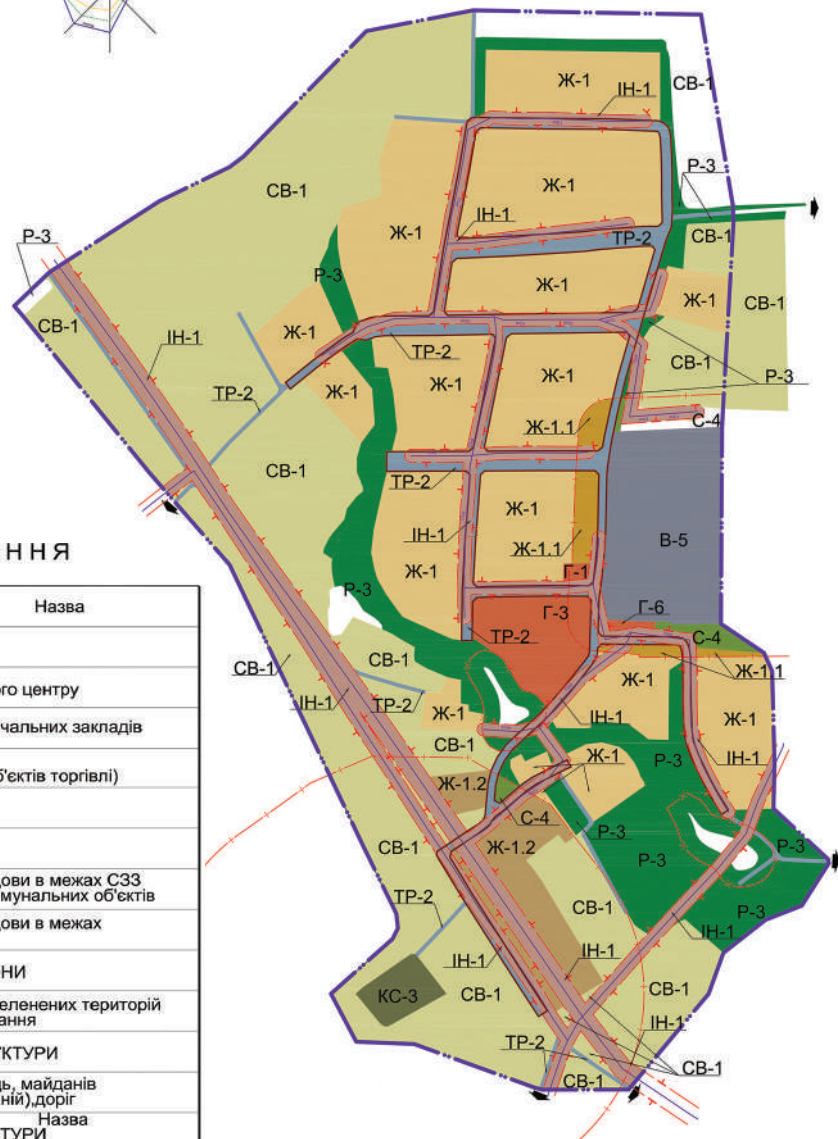 Ж-1
СВ-1
ІН-1
СВ-1
Ж-1
Р-3
ІН-1
Ж-1
ТР-2
СВ-1
Р-3
Р-3
Ж-1
Ж-1
СВ-1
СВ-1
ІН-1
Ж-1
ТР-2
СВ-1
Ж-1
Ж-1
Ж-1
Р-3
ТР-2
С-4
Ж-1.1
СВ-1
ТР-2
Ж-1
ІН-1
Ж-1.1
В-5
ННЯ
Ж-1
Г-1
Р-3
Назва
Г-3
Г-6
ТР-2
С-4
СВ-1
СВ-1
Ж-1
Ж-1.1
ого центру
ІН-1
ТР-2
Ж-1
ІН-1
Ж-1
чальних закладів
СВ-1
Ж-1
Р-3
ІН-1
б'єктів торгівлі)
Ж-1.2
С-4
Р-3
СВ-1
Ж-1.2
Р-3
Р-3
дови в межах СЗЗ
мунальних об'єктів
ТР-2
СВ-1
Р-3
дови в межах
ІН-1
ІН-1
ІН-1
НИ
КС-3
СВ-1
СВ-1
еленених територій
ання
ІН-1
КТУРИ
ТР-2
СВ-1
СВ-1
ць, майданів
ній),доріг
Назва
ТУРИ